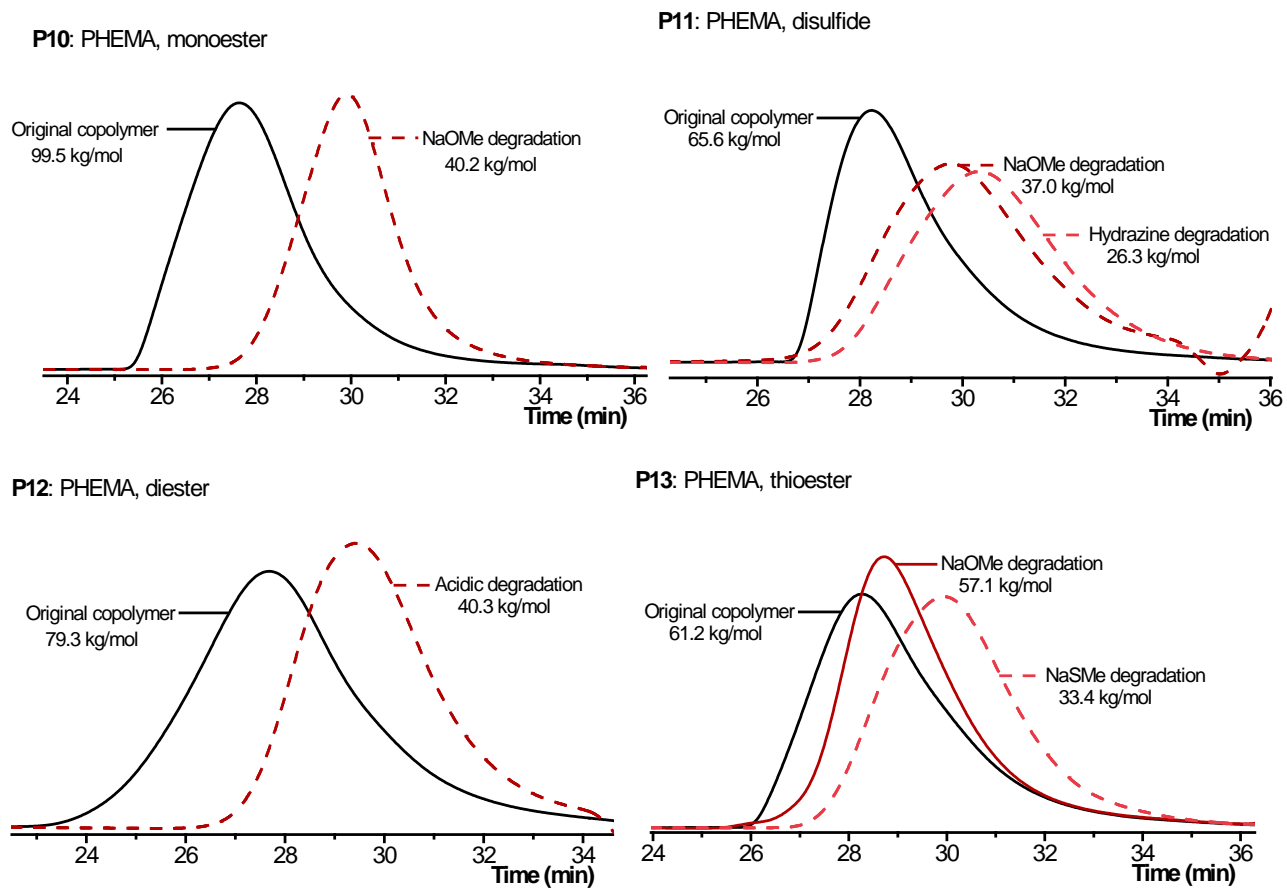 P10: PHEMA, monoester
Original copolymer
99.5 kg/mol
NaOMe degradation
40.2 kg/mol
24 26 28 30 32 34 36
Time (min)
P11: PHEMA, disulfide
Original copolymer
65.6 kg/mol
NaOMe degradation
37.0 kg/mol
Hydrazine degradation
26.3 kg/mol
26 28 30 32 34 36
Time (min)
P12: PHEMA, diester
Original copolymer
79.3 kg/mol
Acidic degradation
40.3 kg/mol
24 26 28 30 32 34
Time (min)
P13: PHEMA, thioester
Original copolymer
61.2 kg/mol
NaOMe degradation
57.1 kg/mol
NaSMe degradation
33.4 kg/mol
24 26 28 30 32 34 36
Time (min)